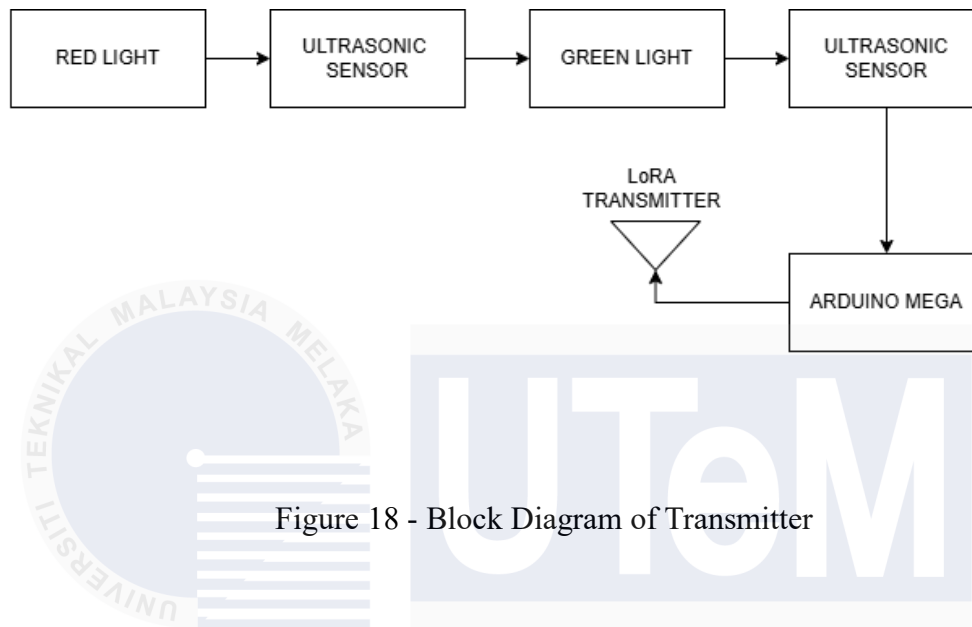 RED LIGHT
ULTRASONIC
SENSOR
GREEN LIGHT
ULTRASONIC
SENSOR
LoRA
TRANSMITTER
ARDUINO MEGA
UNIVERSITI TEKNIKAL MALAYSIA MELAKA
UTeM
Figure 18 - Block Diagram of Transmitter